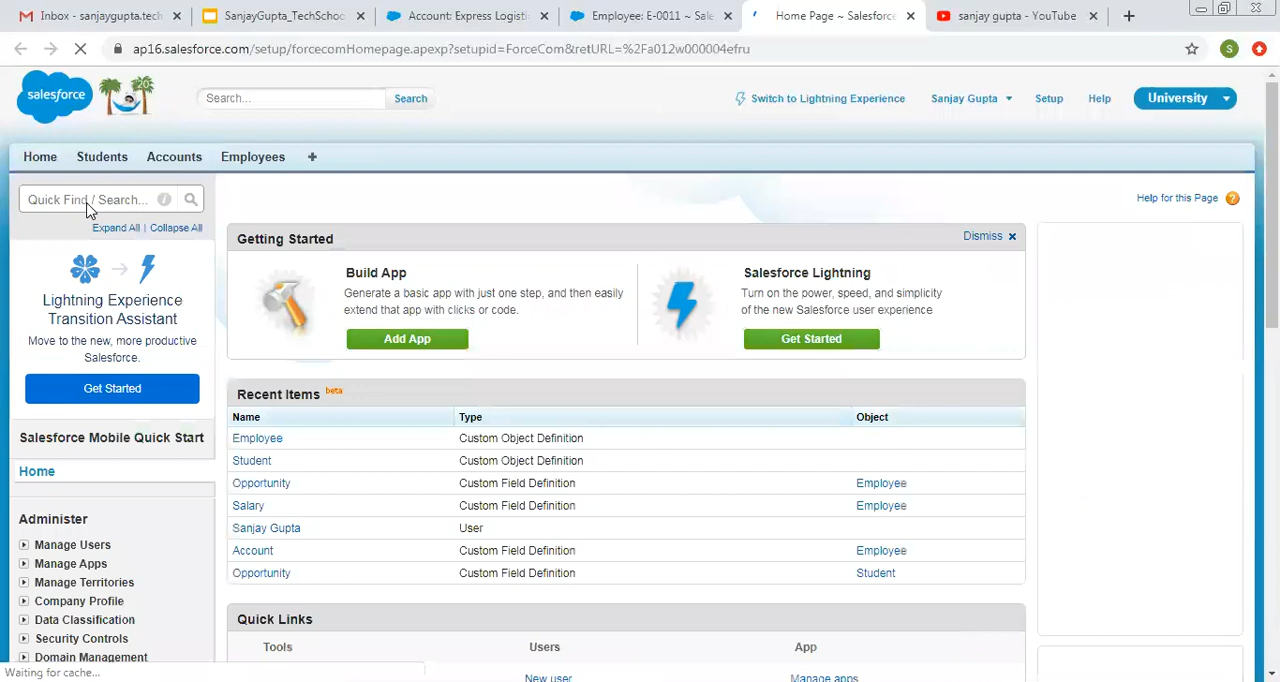 Inbox - sanjaygupta.tech
SanjayGupta_TechSchool
Account: Express Logisti
Employee: E-0011 ~ Sale
Home Page ~ Salesforce
sanjay gupta - YouTube
ap16.salesforce.com/setup/forcecomHomepage.apexp?setupid=ForceCom&retURL=%2Fa012w000004efru
S
salesforce
20
Search...
Search
Switch to Lightning Experience
Sanjay Gupta
Setup
Help
University
Home
Students
Accounts
Employees
+
Quick Find / Search...
Expand All | Collapse All
Lightning Experience
Transition Assistant
Move to the new, more productive
Salesforce.
Get Started
Salesforce Mobile Quick Start
Home
Administer
Manage Users
Manage Apps
Manage Territories
Company Profile
Data Classification
Security Controls
Domain Management
Waiting for cache...
Help for this Page ?
Getting Started
Dismiss
Build App
Generate a basic app with just one step, and then easily
extend that app with clicks or code.
Add App
Salesforce Lightning
Turn on the power, speed, and simplicity
of the new Salesforce user experience
Get Started
Recent Items beta
Name Type Object
Employee Custom Object Definition
Student Custom Object Definition
Opportunity Custom Field Definition Employee
Salary Custom Field Definition Employee
Sanjay Gupta User
Account Custom Field Definition Employee
Opportunity Custom Field Definition Student
Quick Links
Tools Users App
New user Manage apps